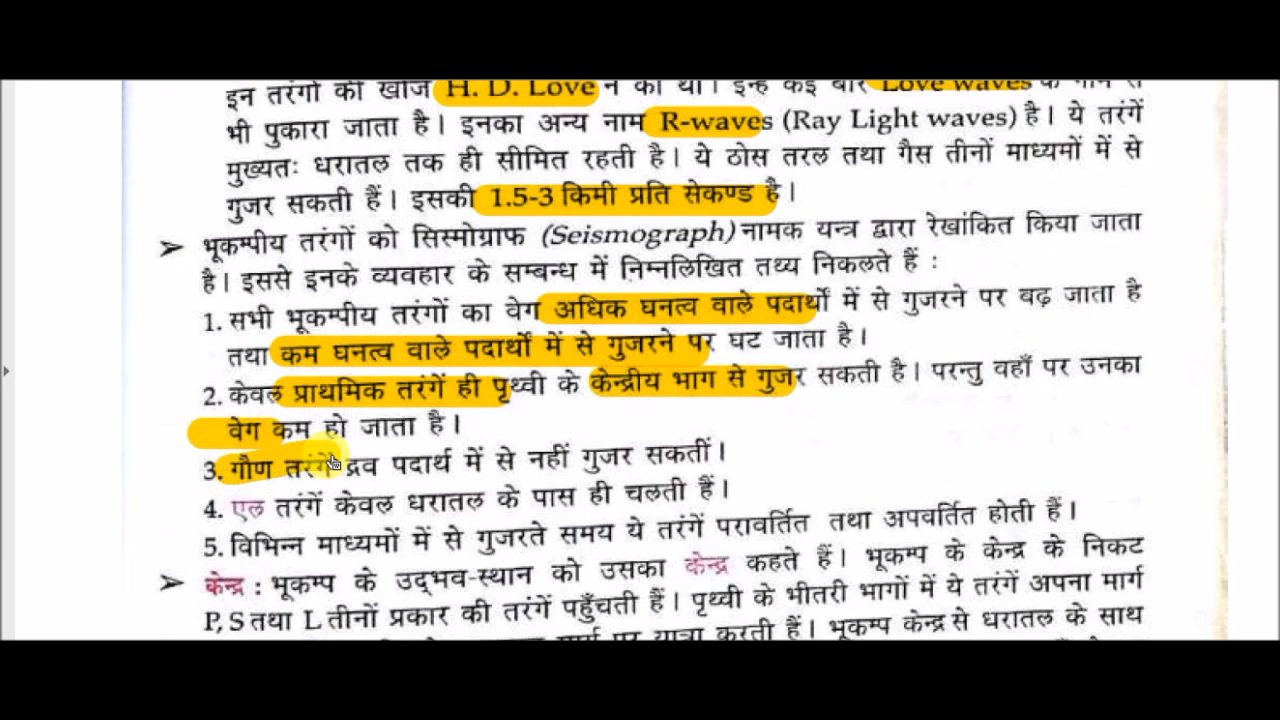 इन तरंगों की खोज H. D. Love ने की थी। इन्हें कई बार Love waves के नाम से
भी पुकारा जाता है। इनका अन्य नाम R-waves (Ray Light waves) है। ये तरंगें
मुख्यतः धरातल तक ही सीमित रहती है। ये ठोस तरल तथा गैस तीनों माध्यमों में से
गुजर सकती हैं। इसकी 1.5-3 किमी प्रति सेकण्ड है।
➤ भूकम्पीय तरंगों को सिस्मोग्राफ (Seismograph) नामक यन्त्र द्वारा रेखांकित किया जाता
है। इससे इनके व्यवहार के सम्बन्ध में निम्नलिखित तथ्य निकलते हैं :
1. सभी भूकम्पीय तरंगों का वेग अधिक घनत्व वाले पदार्थों में से गुजरने पर बढ़ जाता है
तथा कम घनत्व वाले पदार्थों में से गुजरने पर घट जाता है।
2. केवल प्राथमिक तरंगें ही पृथ्वी के केन्द्रीय भाग से गुजर सकती है। परन्तु वहाँ पर उनका
वेग कम हो जाता है।
3. गौण तरंगें द्रव पदार्थ में से नहीं गुजर सकतीं।
4. एल तरंगें केवल धरातल के पास ही चलती हैं।
5. विभिन्न माध्यमों में से गुजरते समय ये तरंगें परावर्तित तथा अपवर्तित होती हैं।
➤ केन्द्र : भूकम्प के उद्भव-स्थान को उसका केन्द्र कहते हैं। भूकम्प के केन्द्र के निकट
P, S तथा L तीनों प्रकार की तरंगें पहुँचती हैं। पृथ्वी के भीतरी भागों में ये तरंगें अपना मार्ग
मार्ग पर यात्रा करती हैं। भूकम्प केन्द्र से धरातल के साथ